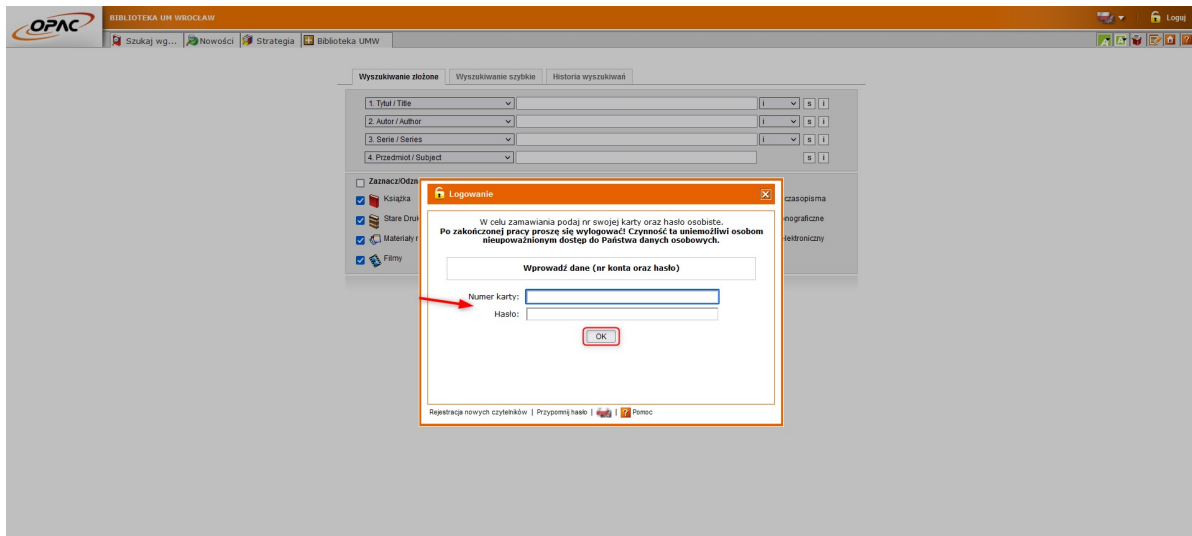 OPAC
BIBLIOTEKA UM WROCŁAW
Loguj
Szukaj wg... Nowości Strategia Biblioteka UMW
Wyszukiwanie złożone Wyszukiwanie szybkie Historia wyszukiwań
1. Tytuł / Title i s i
2. Autor / Author i s i
3. Serie / Series i s i
4. Przedmiot / Subject s i
Zaznacz/Odzn
Książka czasopisma
Stare Druk nograficzne
Materiały r lektroniczny
Filmy
Logowanie
W celu zamawiania podaj nr swojej karty oraz hasło osobiste.
Po zakończonej pracy proszę się wylogować! Czynność ta uniemożliwi osobom
nieupoważnionym dostęp do Państwa danych osobowych.
Wprowadź dane (nr konta oraz hasło)
Numer karty:
Hasło:
OK
Rejestracja nowych czytelników | Przypomnij hasło | | ? Pomoc